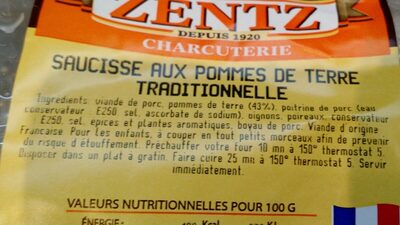 ZENTZ
DEPUIS 1920
CHARCUTERIE
SAUCISSE AUX POMMES DE TERRE
TRADITIONNELLE
Ingrédients: viande de porc, pommes de terre (43%), poitrine de porc (eau
conservateur : E250, sel, ascorbate de sodium), oignons, poireaux, conservateur
E250, sel, épices et plantes aromatiques, boyau de porc. Viande d'origine
Française Pour les enfants, à couper en tout petits morceaux afin de prévenir
du risque d'étouffement. Préchauffer votre four 10 mn à 150° thermostat 5.
Disposer dans un plat à gratin. Faire cuire 25 mn à 150° thermostat 5. Servir
immédiatement.
VALEURS NUTRITIONNELLES POUR 100 G
ÉNERGIE: